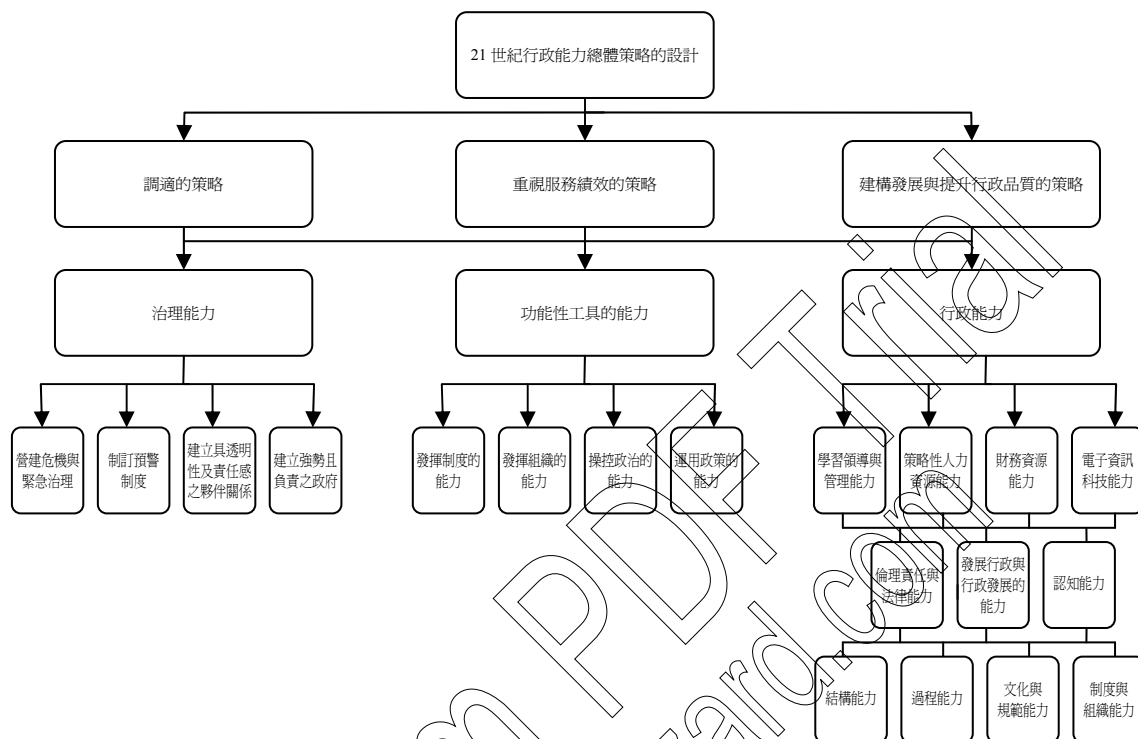 21 世紀行政能力總體策略的設計
調適的策略
重視服務績效的策略
建構發展與提升行政品質的策略
治理能力
功能性工具的能力
行政能力
營建危機與
緊急治理
制訂預警
制度
建立具透明
性及責任感
之夥伴關係
建立強勢且
負責之政府
發揮制度的
能力
發揮組織的
能力
操控政治的
能力
運用政策的
能力
學習領導與
管理能力
策略性人力
資源能力
財務資源
能力
電子資訊
科技能力
倫理責任與
法律能力
發展行政與
行政發展的
能力
認知能力
結構能力
過程能力
文化與
規範能力
制度與
組織能力
m PDF Trial
ard.com